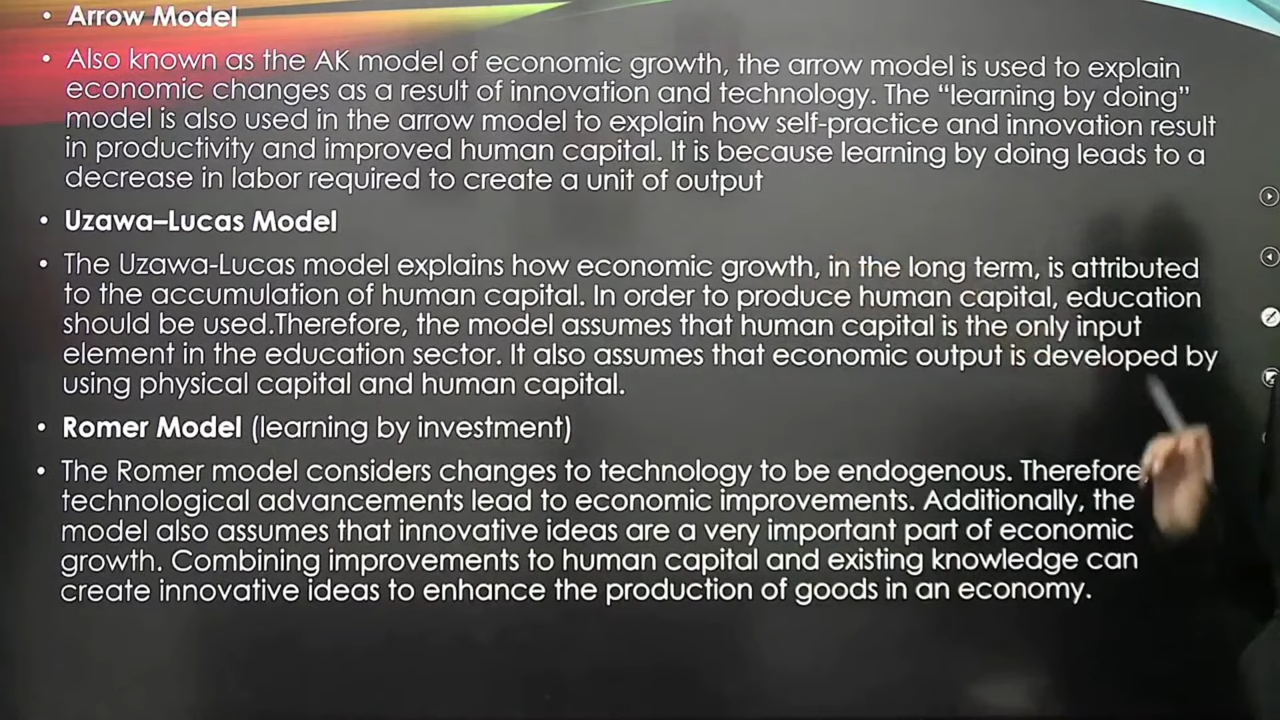 • Arrow Model
• Also known as the AK model of economic growth, the arrow model is used to explain
economic changes as a result of innovation and technology. The “learning by doing”
model is also used in the arrow model to explain how self-practice and innovation result
in productivity and improved human capital. It is because learning by doing leads to a
decrease in labor required to create a unit of output
• Uzawa–Lucas Model
• The Uzawa-Lucas model explains how economic growth, in the long term, is attributed
to the accumulation of human capital. In order to produce human capital, education
should be used.Therefore, the model assumes that human capital is the only input
element in the education sector. It also assumes that economic output is developed by
using physical capital and human capital.
• Romer Model (learning by investment)
• The Romer model considers changes to technology to be endogenous. Therefore
technological advancements lead to economic improvements. Additionally, the
model also assumes that innovative ideas are a very important part of economic
growth. Combining improvements to human capital and existing knowledge can
create innovative ideas to enhance the production of goods in an economy.